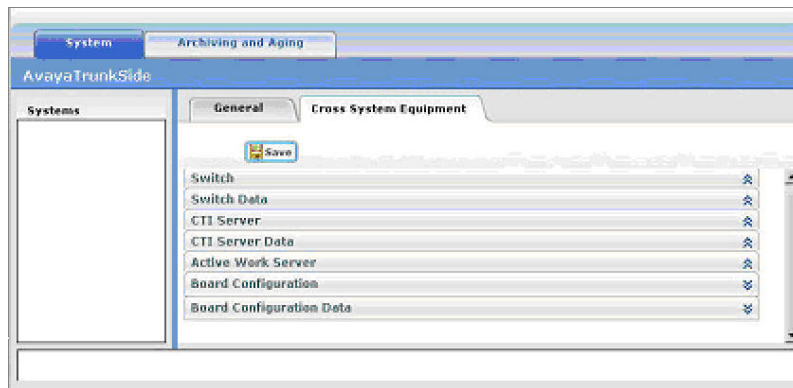 System
Archiving and Aging
AvayaTrunkSide
Systems
General
Cross System Equipment
Save
Switch
Switch Data
CTI Server
CTI Server Data
Active Work Server
Board Configuration
Board Configuration Data